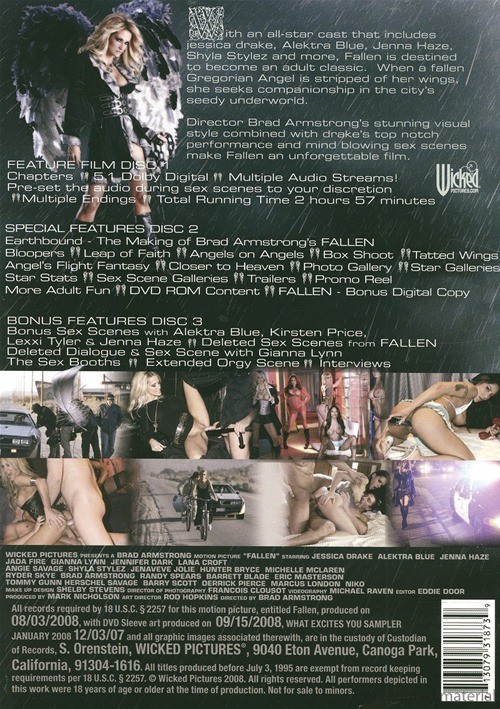 With an all-star cast that includes
jessica drake, Alektra Blue, Jenna Haze,
Shyla Stylez and more, Fallen is destined
to become an adult classic. When a fallen
Gregorian Angel is stripped of her wings,
she seeks companionship in the city's
seedy underworld.
Director Brad Armstrong's stunning visual
style combined with drake's top notch
performance and mind blowing sex scenes
make Fallen an unforgettable film.
FEATURE FILM DISC 1
Chapters 5.1 Dolby Digital Multiple Audio Streams!
Pre-set the audio during sex scenes to your discretion
Multiple Endings Total Running Time 2 hours 57 minutes
Wicked
PICTURES.COM
SPECIAL FEATURES DISC 2
Earthbound - The Making of Brad Armstrong's FALLEN
Bloopers Leap of Faith Angels on Angels Box Shoot Tatted Wings
Angel's Flight Fantasy Closer to Heaven Photo Gallery Star Galleries
Star Stats Sex Scene Galleries Trailers Promo Reel
More Adult Fun DVD ROM Content FALLEN - Bonus Digital Copy
BONUS FEATURES DISC 3
Bonus Sex Scenes with Alektra Blue, Kirsten Price,
Lexxi Tyler & Jenna Haze Deleted Sex Scenes from FALLEN
Deleted Dialogue & Sex Scene with Gianna Lynn
The Sex Booths Extended Orgy Scene Interviews
WICKED PICTURES PRESENTS A BRAD ARMSTRONG MOTION PICTURE "FALLEN" STARRING JESSICA DRAKE ALEKTRA BLUE JENNA HAZE
JADA FIRE GIANNA LYNN JENNIFER DARK LANA CROFT
ANGIE SAVAGE SHYLA STYLEZ JENAVEVE JOLIE HUNTER BRYCE MICHELLE MCLAREN
RYDER SKYE BRAD ARMSTRONG RANDY SPEARS BARRETT BLADE ERIC MASTERSON
TOMMY GUNN HERSCHEL SAVAGE BARRY SCOTT DERRICK PIERCE MARCUS LONDON NIKO
MAKE UP DESIGN SHELBY STEVENS DIRECTOR OF PHOTOGRAPHY FRANCOIS CLOUSOT VIDEOGRAPHY MICHAEL RAVEN EDITOR EDDIE DOOR
PRODUCED BY MARK NICHOLSON ART DIRECTOR ROD HOPKINS DIRECTED BY BRAD ARMSTRONG
All records required by 18 U.S.C. § 2257 for this motion picture, entitled Fallen, produced on
08/03/2008, with DVD Sleeve art produced on 09/15/2008, WHAT EXCITES YOU SAMPLER
JANUARY 2008 12/03/07 and all graphic images associated therewith, are in the custody of Custodian
of Records, S. Orenstein, WICKED PICTURES®, 9040 Eton Avenue, Canoga Park,
California, 91304-1616. All titles produced before July 3, 1995 are exempt from record keeping
requirements per 18 U.S.C. § 2257. © Wicked Pictures 2008. All rights reserved. All performers depicted in
this work were 18 years of age or older at the time of production. Not for sale to minors.
13079 31873 9
material